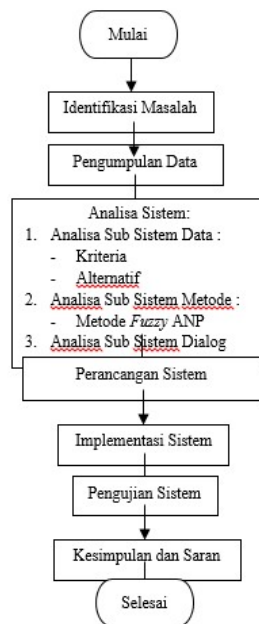 Mulai
Identifikasi Masalah
Pengumpulan Data
Analisa Sistem:
1. Analisa Sub Sistem Data :
- Kriteria
- Altematif
2. Analisa Sub Sistem Metode :
- Metode Fuzzy ANP
3. Analisa Sub Sistem Dialog
Perancangan Sistem
Implementasi Sistem
Pengujian Sistem
Kesimpulan dan Saran
Selesai